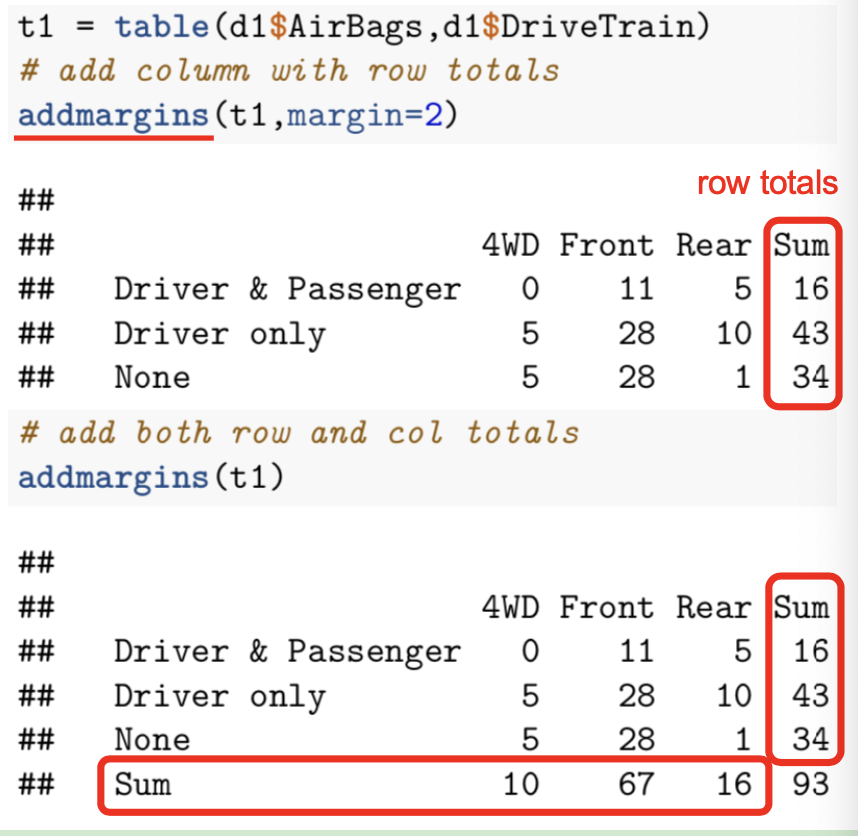 t1 = table(d1$AirBags,d1$DriveTrain)
# add column with row totals
addmargins(t1,margin=2)
row totals
##
## 4WD Front Rear Sum
## Driver & Passenger 0 11 5 16
## Driver only 5 28 10 43
## None 5 28 1 34
# add both row and col totals
addmargins(t1)
##
## 4WD Front Rear Sum
## Driver & Passenger 0 11 5 16
## Driver only 5 28 10 43
## None 5 28 1 34
## Sum 10 67 16 93